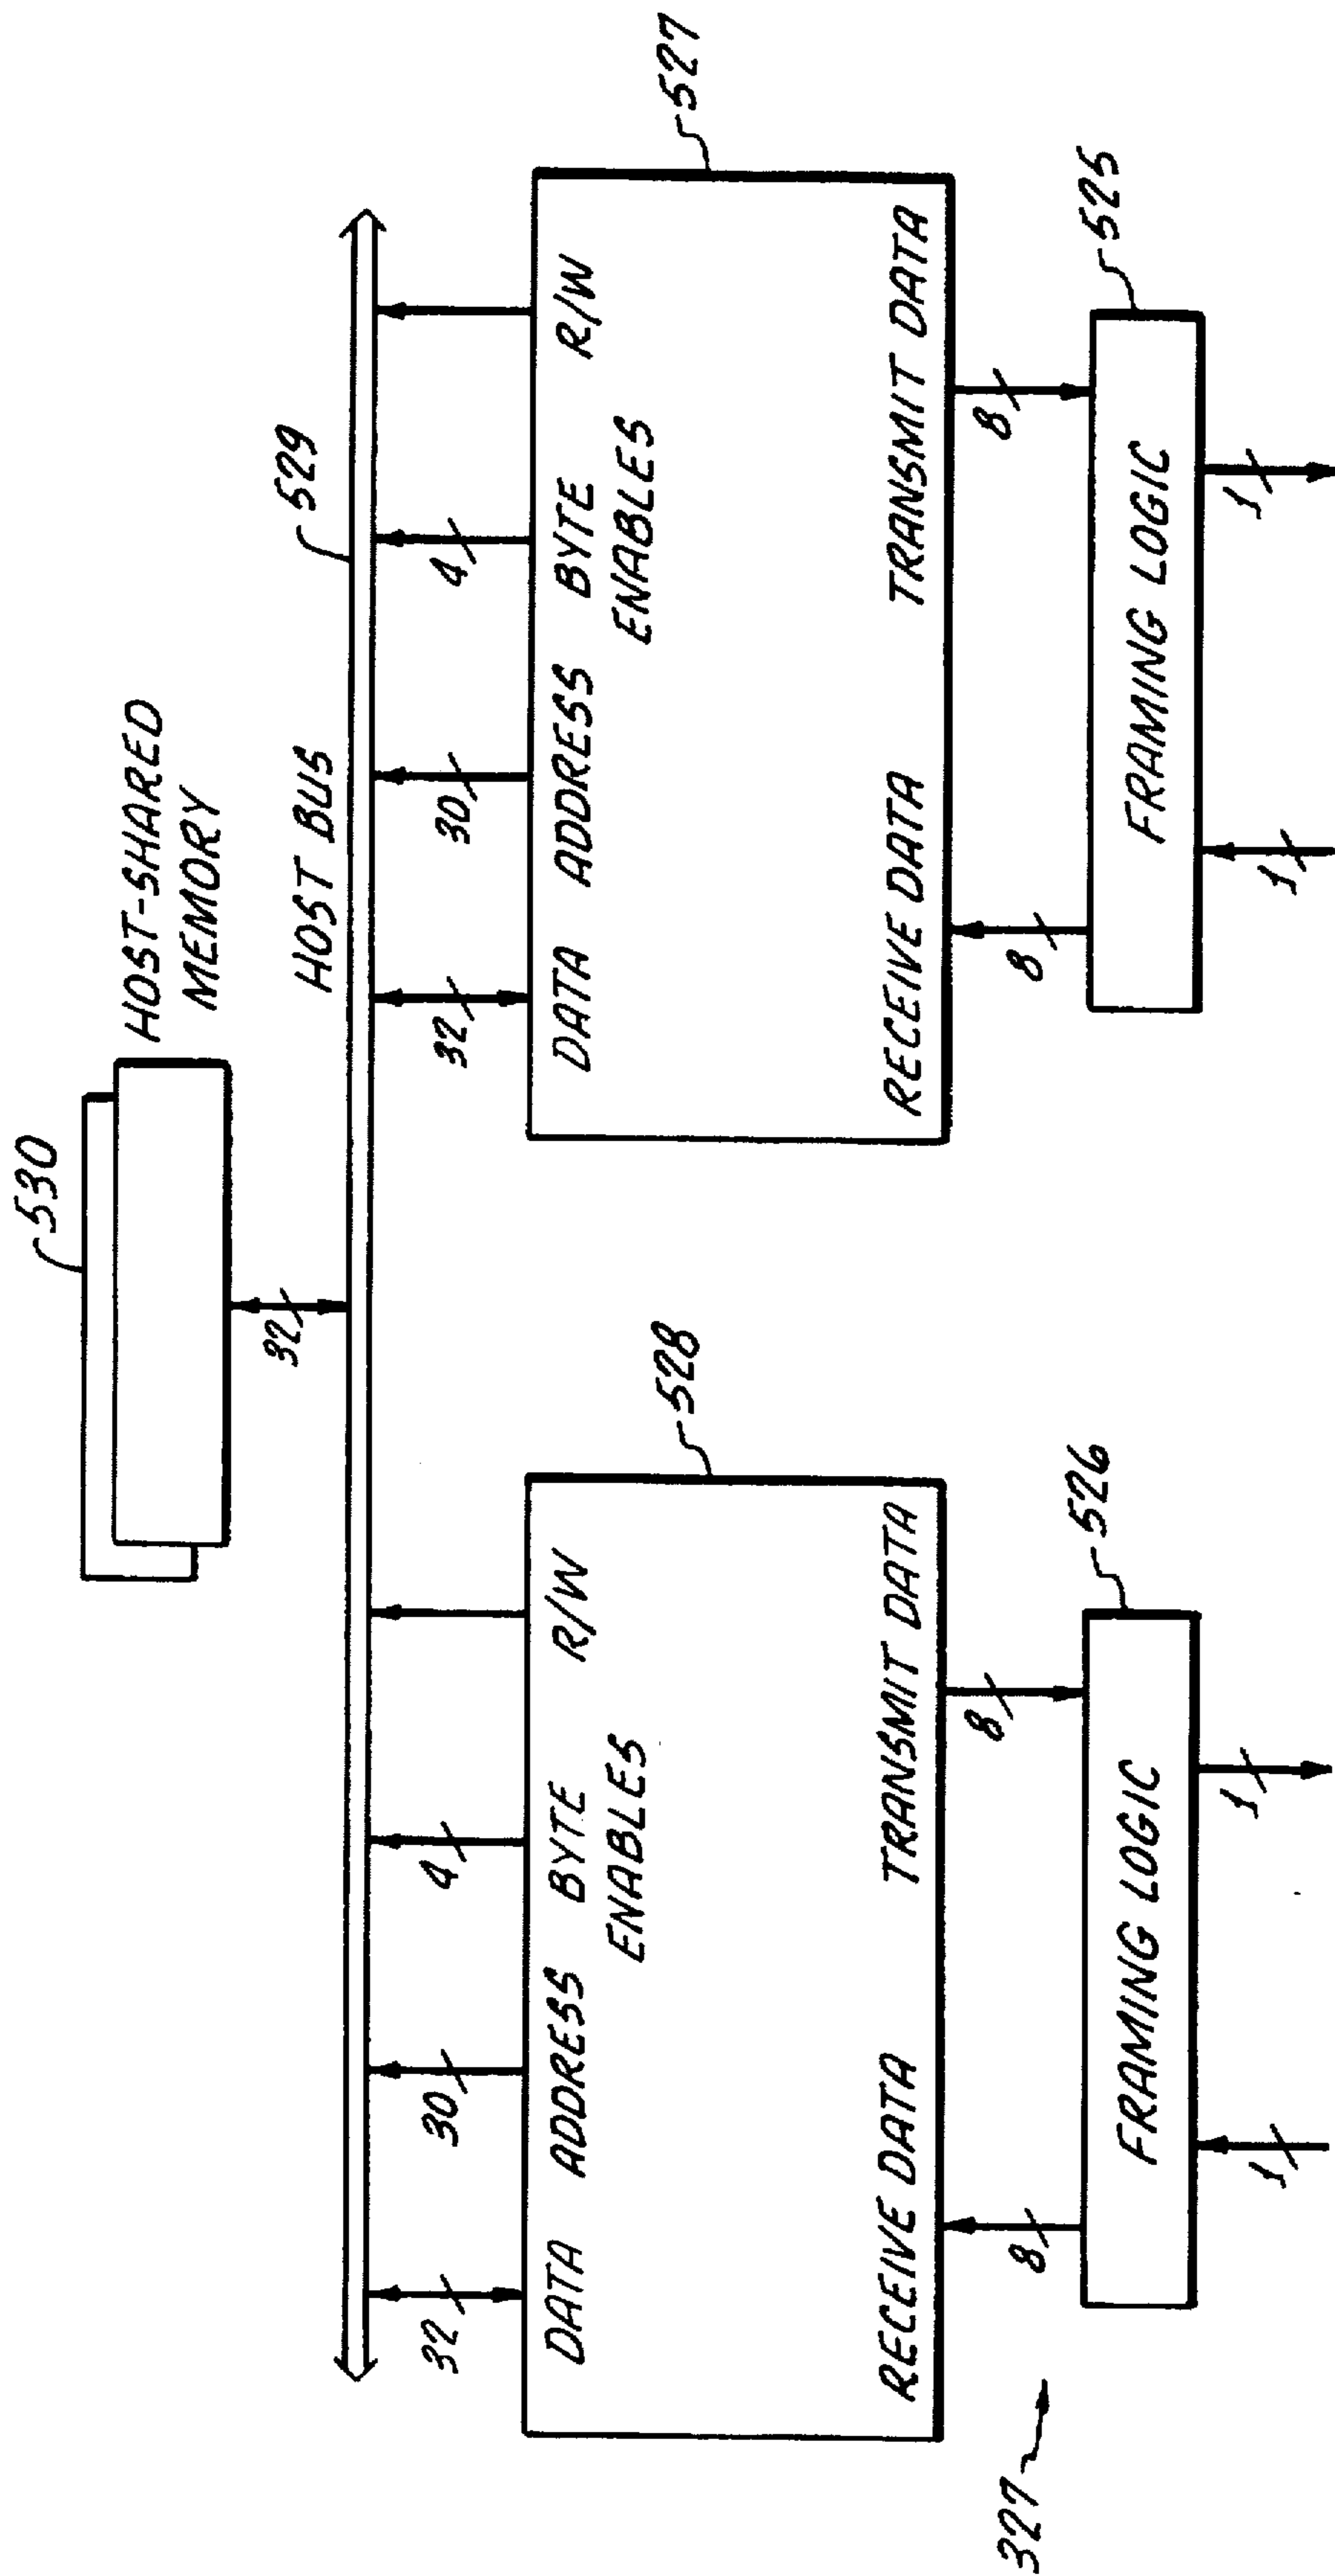 530
HOST-SHARED
MEMORY
32
HOST BUS
529
32
30
4
32
30
4
DATA ADDRESS BYTE R/W
ENABLES
528
DATA ADDRESS BYTE R/W
ENABLES
527
RECEIVE DATA TRANSMIT DATA
RECEIVE DATA TRANSMIT DATA
8
8
8
8
327
FRAMING LOGIC
526
FRAMING LOGIC
525
1
1
1
1